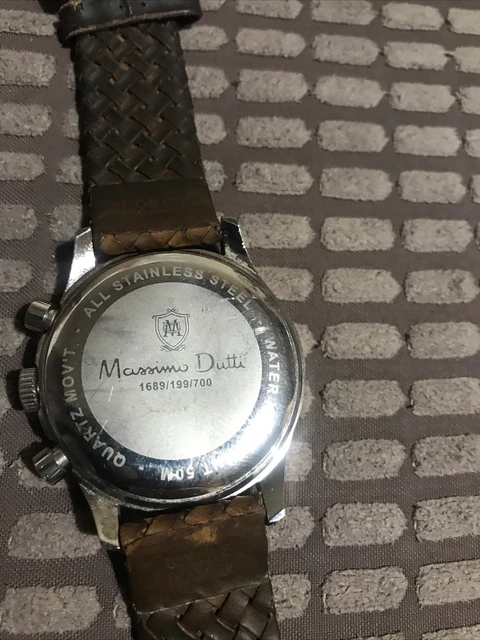 ALL STAINLESS STEEL - WATER
50M
QUARTZ MOV'T -
M
Massimo Dutti
1689/199/700